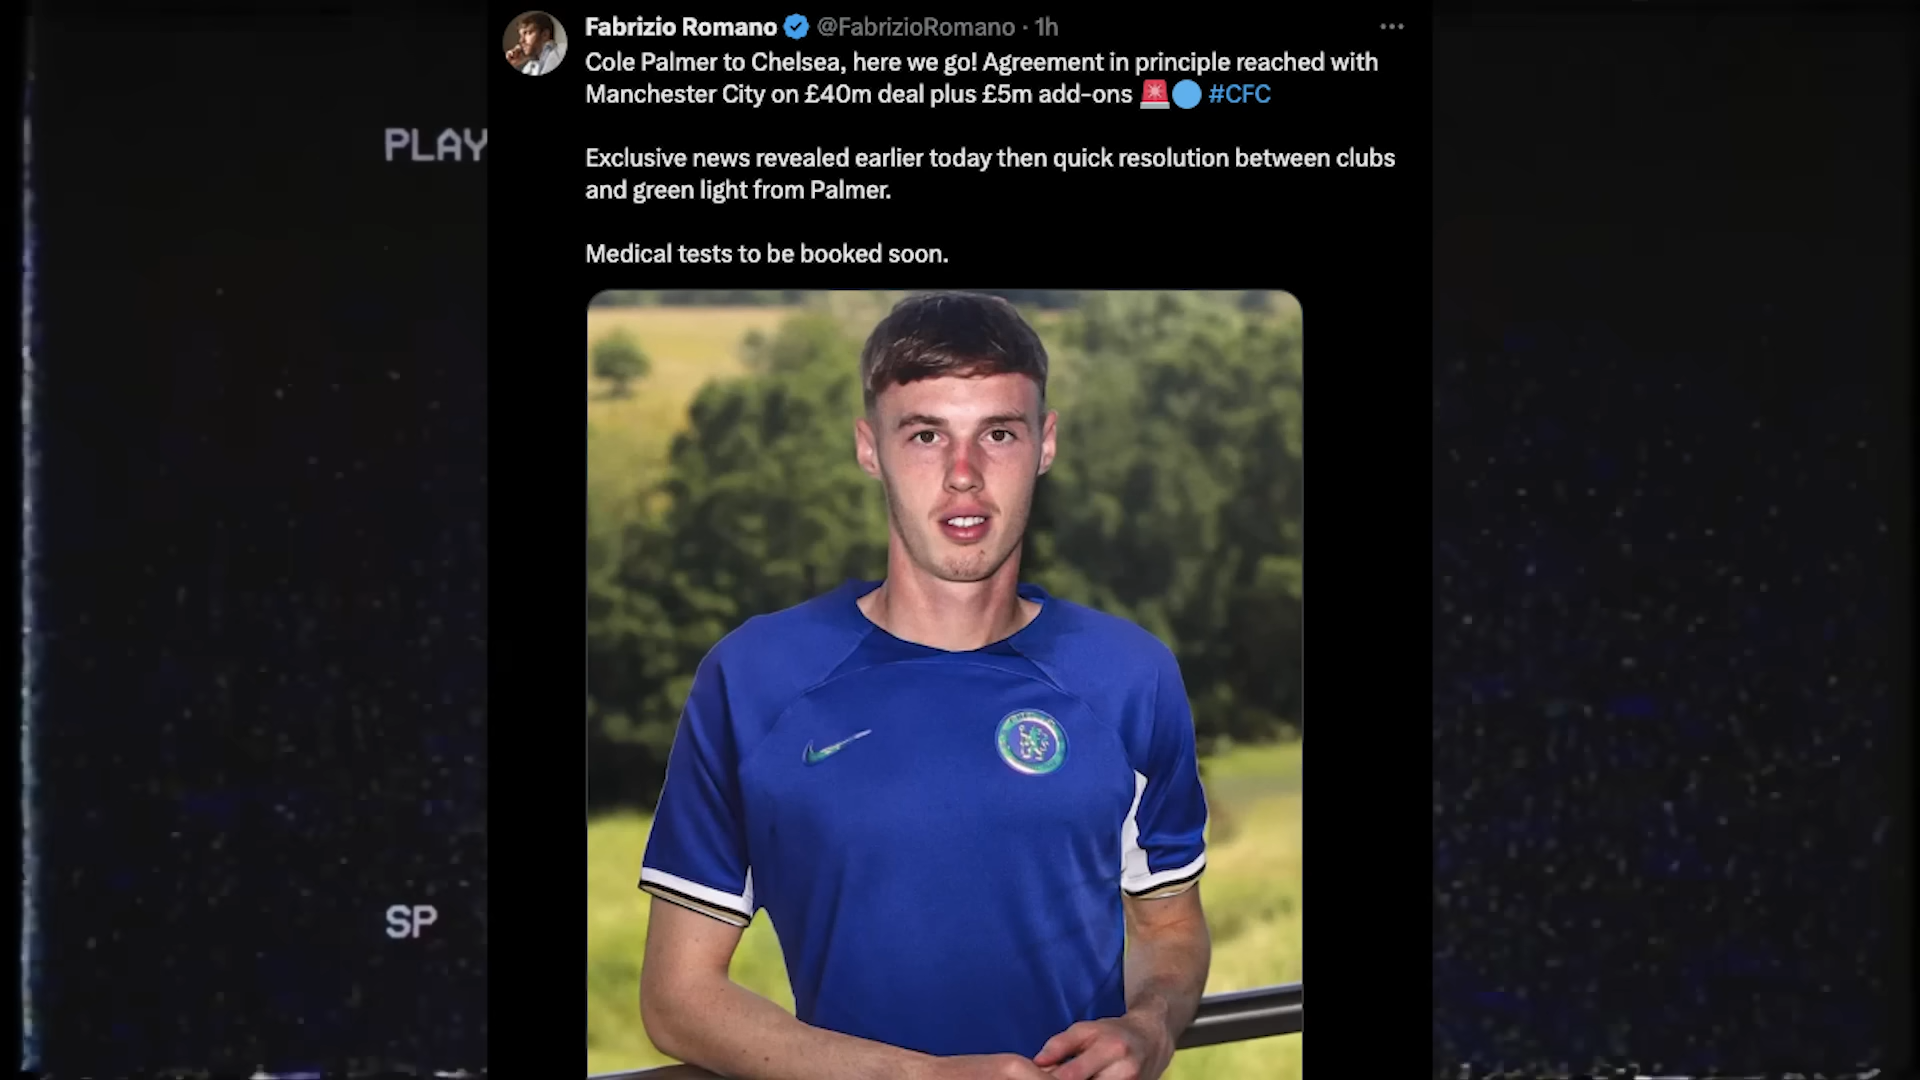 Fabrizio Romano @FabrizioRomano · 1h
Cole Palmer to Chelsea, here we go! Agreement in principle reached with
Manchester City on £40m deal plus £5m add-ons 🚨🔵 #CFC
PLAY
Exclusive news revealed earlier today then quick resolution between clubs
and green light from Palmer.
Medical tests to be booked soon.
SP